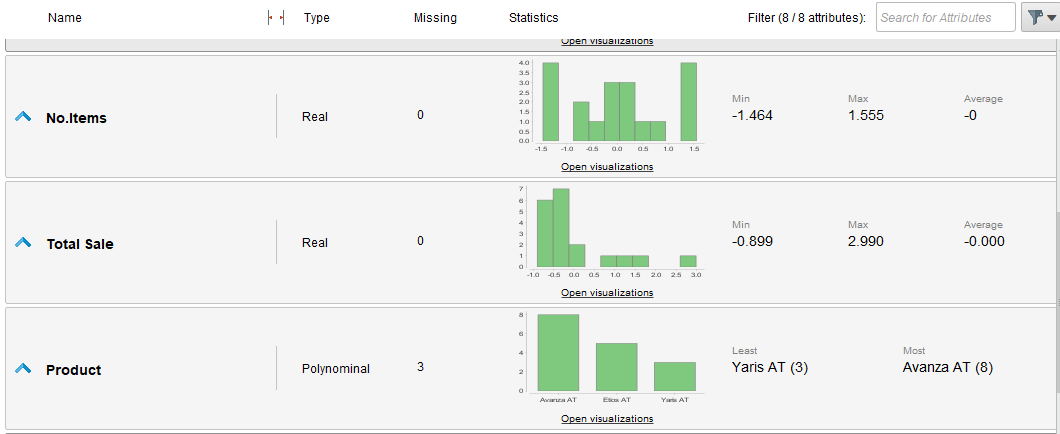 Name Type Missing Statistics Filter (8 / 8 attributes): Search for Attributes
Open visualizations
No.Items Real 0
4.0
3.5
3.0
2.5
2.0
1.5
1.0
0.5
0.0
-1.5 -1.0 -0.5 0.0 0.5 1.0 1.5
Open visualizations
Min Max Average
-1.464 1.555 -0
Total Sale Real 0
7
6
5
4
3
2
1
0
-1.0 -0.5 0.0 0.5 1.0 1.5 2.0 2.5 3.0
Open visualizations
Min Max Average
-0.899 2.990 -0.000
Product Polynominal 3
8
6
4
2
0
Avanza AT Etios AT Yaris AT
Open visualizations
Least Most
Yaris AT (3) Avanza AT (8)